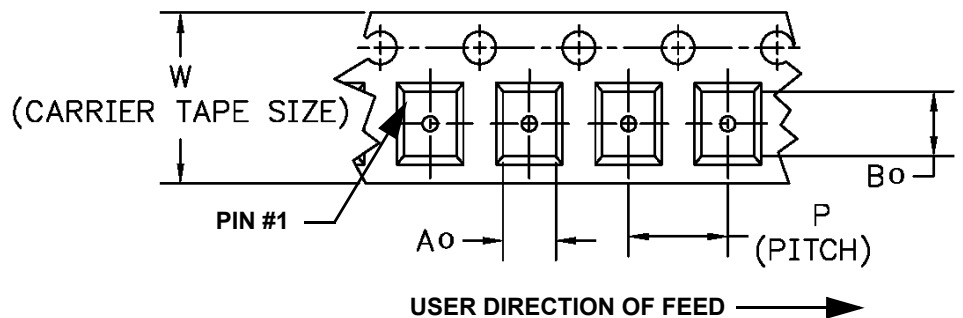 W
(CARRIER TAPE SIZE)
Bo
PIN #1
Ao
P
(PITCH)
USER DIRECTION OF FEED